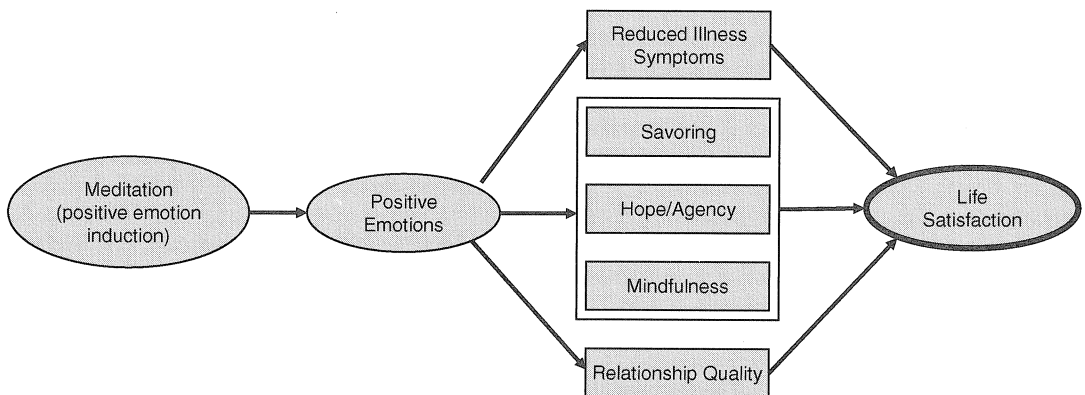 Reduced Illness
Symptoms
Savoring
Meditation
(positive emotion
induction)
Positive
Emotions
Hope/Agency
Life
Satisfaction
Mindfulness
Relationship Quality